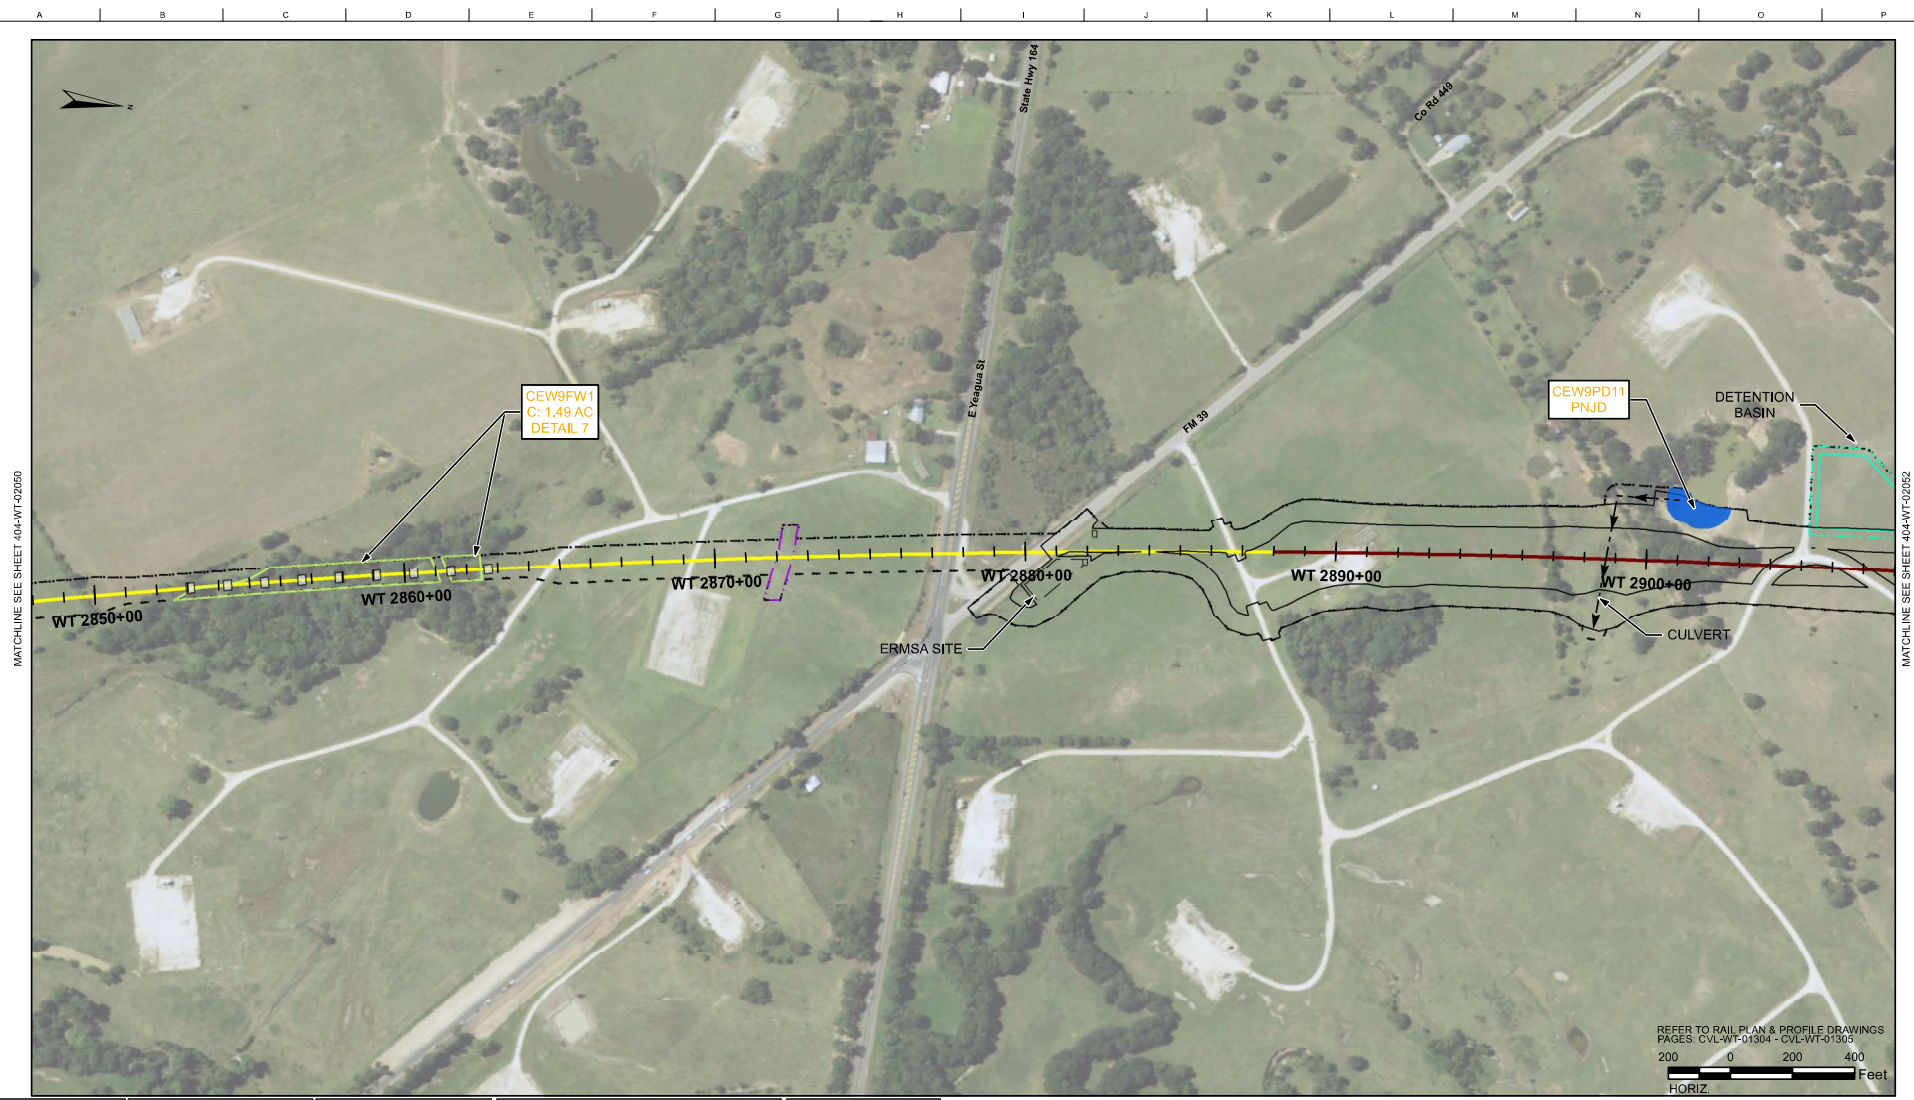 A B C D E F G H I J K L M N O P
N
State Hwy 164
Co Rd 449
E Yeagua St
FM 39
CEW9FW1
C: 1.49 AC
DETAIL 7
CEW9PD11
PNJD
DETENTION
BASIN
MATCHLINE SEE SHEET 404-WT-02050
MATCHLINE SEE SHEET 404-WT-02052
WT 2850+00
WT 2860+00
WT 2870+00
WT 2880+00
WT 2890+00
WT 2900+00
ERMSA SITE
CULVERT
REFER TO RAIL PLAN & PROFILE DRAWINGS
PAGES: CVL-WT-01304 - CVL-WT-01305
200 0 200 400
Feet
HORIZ.